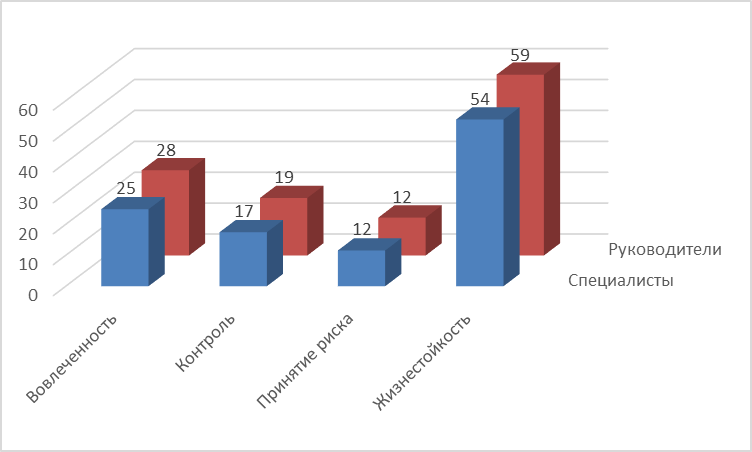 59
54
60
50
28
40
25
19
30
17
12
20
12
10
Руководители
0
Специалисты
Вовлеченность
Контроль
Принятие риска
Жизнестойкость